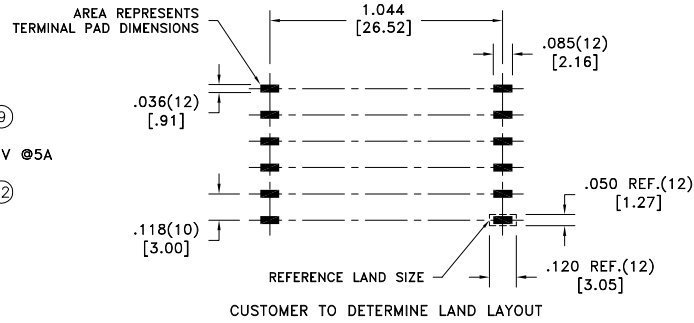 AREA REPRESENTS
TERMINAL PAD DIMENSIONS
1.044
[26.52]
.085(12)
[2.16]
.036(12)
[.91]
9
V @5A
2
.050 REF.(12)
[1.27]
.118(10)
[3.00]
REFERENCE LAND SIZE
.120 REF.(12)
[3.05]
CUSTOMER TO DETERMINE LAND LAYOUT